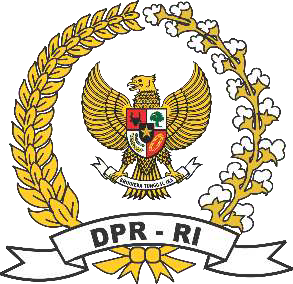 BHINNEKA TUNGGAL IKA
DPR - RI